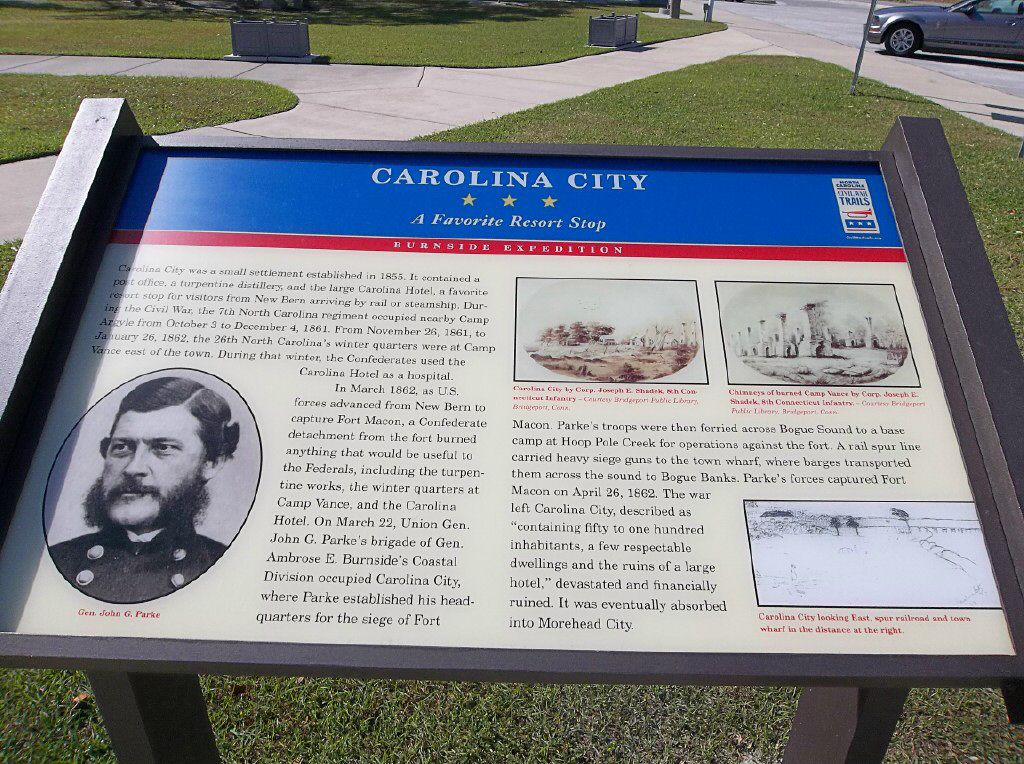 CAROLINA CITY
A Favorite Resort Stop
BURNSIDE EXPEDITION
NORTH CAROLINA
CIVIL WAR
TRAILS
Carolina City was a small settlement established in 1855. It contained a
post office, a turpentine distillery, and the large Carolina Hotel, a favorite
resort stop for visitors from New Bern arriving by rail or steamship. Dur-
ing the Civil War, the 7th North Carolina regiment occupied nearby Camp
Argyle from October 3 to December 4, 1861. From November 26, 1861, to
January 26, 1862, the 26th North Carolina's winter quarters were at Camp
Vance east of the town. During that winter, the Confederates used the
Carolina Hotel as a hospital.
In March 1862, as U.S.
forces advanced from New Bern to
capture Fort Macon, a Confederate
detachment from the fort burned
anything that would be useful to
the Federals, including the turpen-
tine works, the winter quarters at
Camp Vance, and the Carolina
Hotel. On March 22, Union Gen.
John G. Parke's brigade of Gen.
Ambrose E. Burnside's Coastal
Division occupied Carolina City,
where Parke established his head-
quarters for the siege of Fort
Gen. John G. Parke
Carolina City by Corp. Joseph E. Shadek, 8th Con-
necticut Infantry – Courtesy Bridgeport Public Library,
Bridgeport, Conn.
Chimneys of burned Camp Vance by Corp. Joseph E.
Shadek, 8th Connecticut Infantry. – Courtesy Bridgeport
Public Library, Bridgeport, Conn.
Macon. Parke's troops were then ferried across Bogue Sound to a base
camp at Hoop Pole Creek for operations against the fort. A rail spur line
carried heavy siege guns to the town wharf, where barges transported
them across the sound to Bogue Banks. Parke's forces captured Fort
Macon on April 26, 1862. The war
left Carolina City, described as
"containing fifty to one hundred
inhabitants, a few respectable
dwellings and the ruins of a large
hotel," devastated and financially
ruined. It was eventually absorbed
into Morehead City.
Carolina City looking East, spur railroad and town
wharf in the distance at the right.